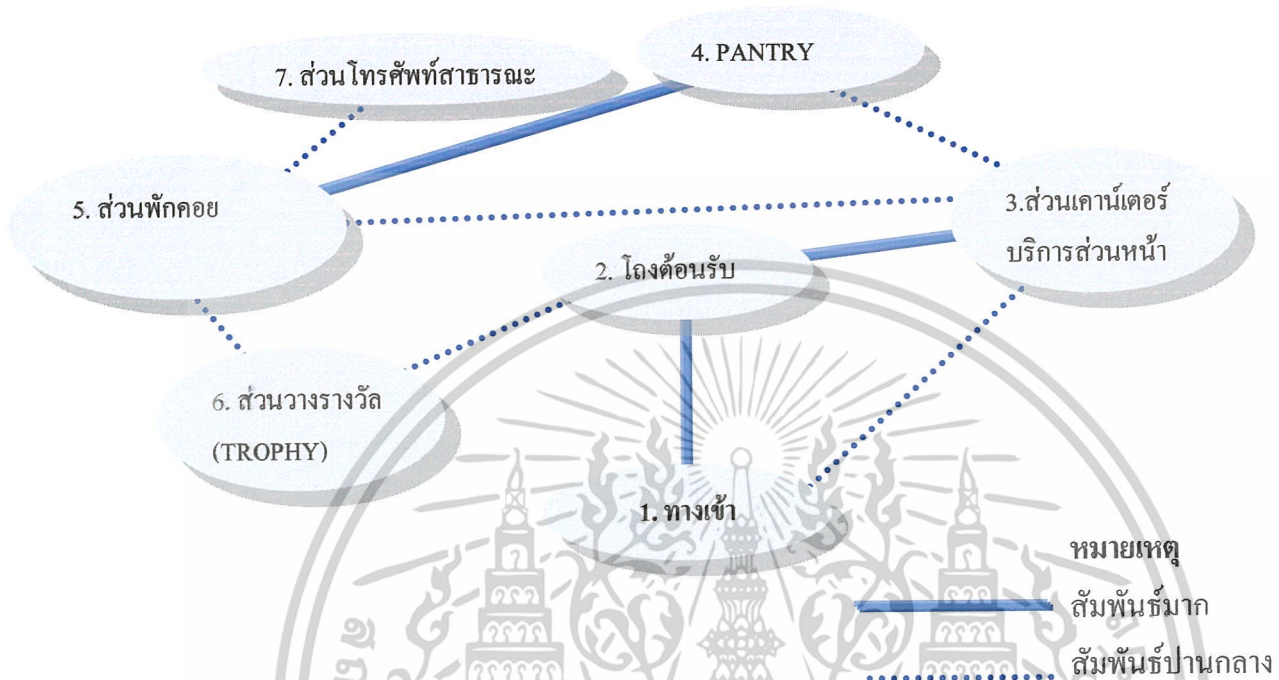 4. PANTRY
7. ส่วนโทรศัพท์สาธารณะ
5. ส่วนพักคอย
3.ส่วนเคาน์เตอร์
บริการส่วนหน้า
2. โถงต้อนรับ
6. ส่วนวางรางวัล
(TROPHY)
1. ทางเข้า
หมายเหตุ
สัมพันธ์มาก
สัมพันธ์ปานกลาง